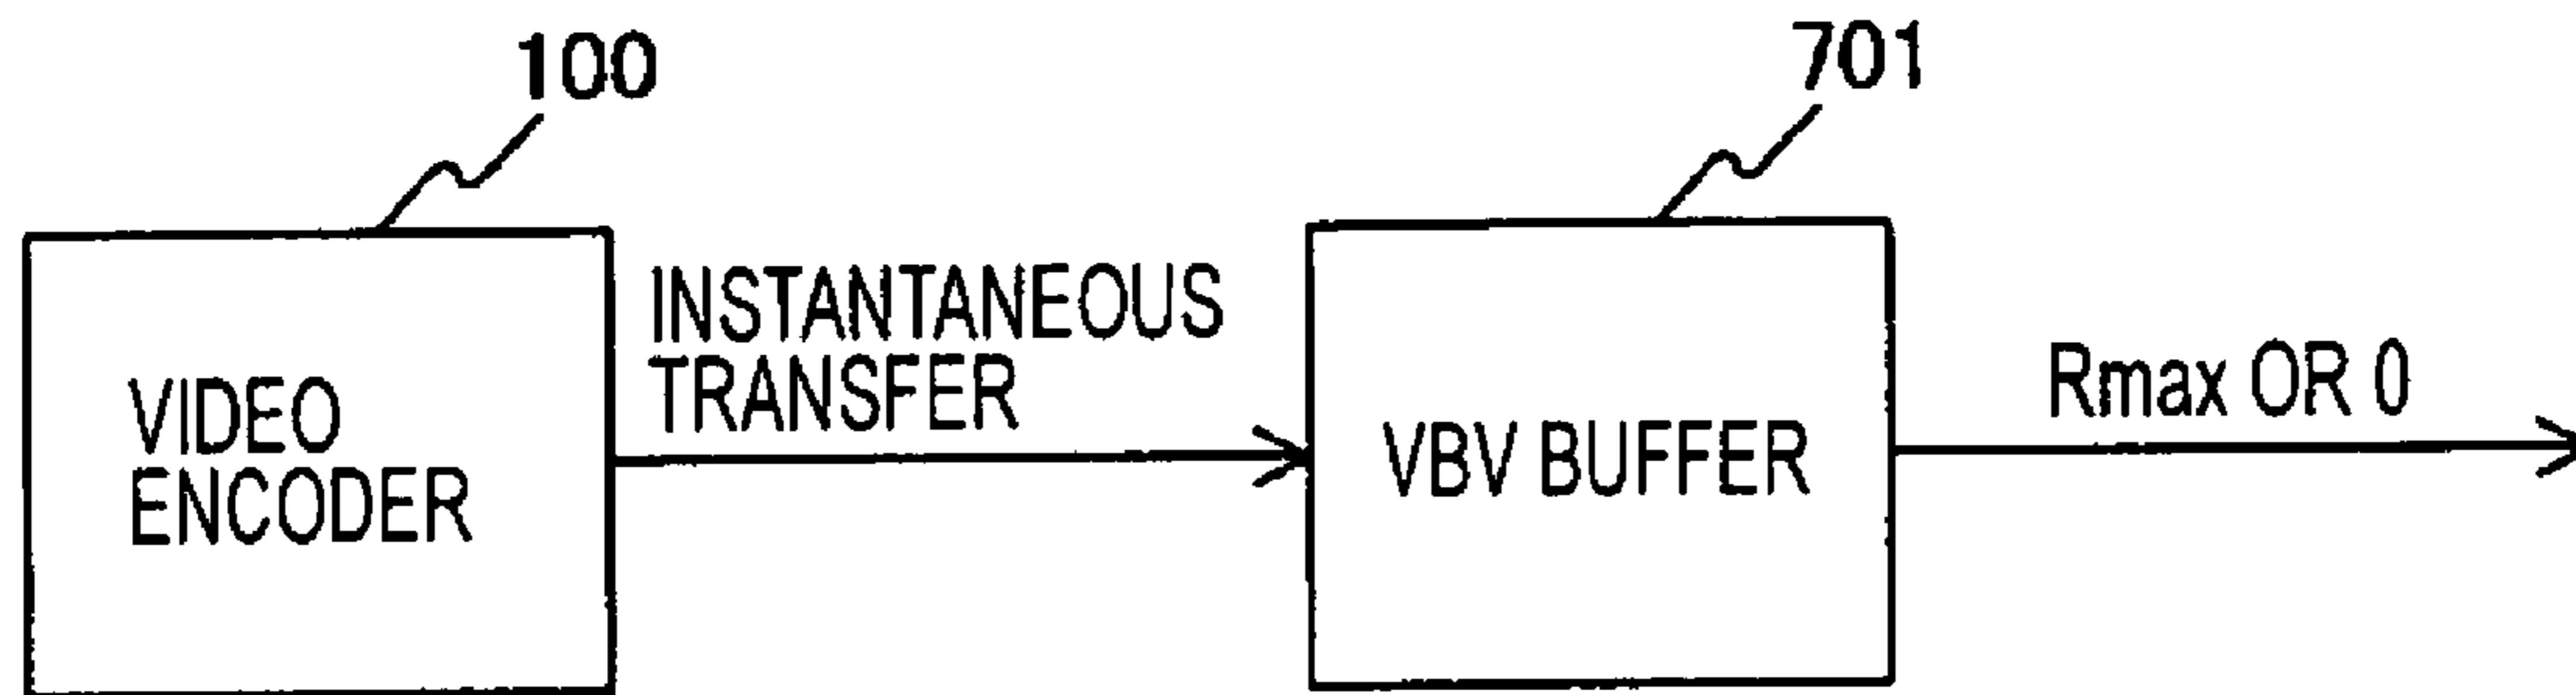 100
701
VIDEO
ENCODER
INSTANTANEOUS
TRANSFER
VBV BUFFER
Rmax OR 0